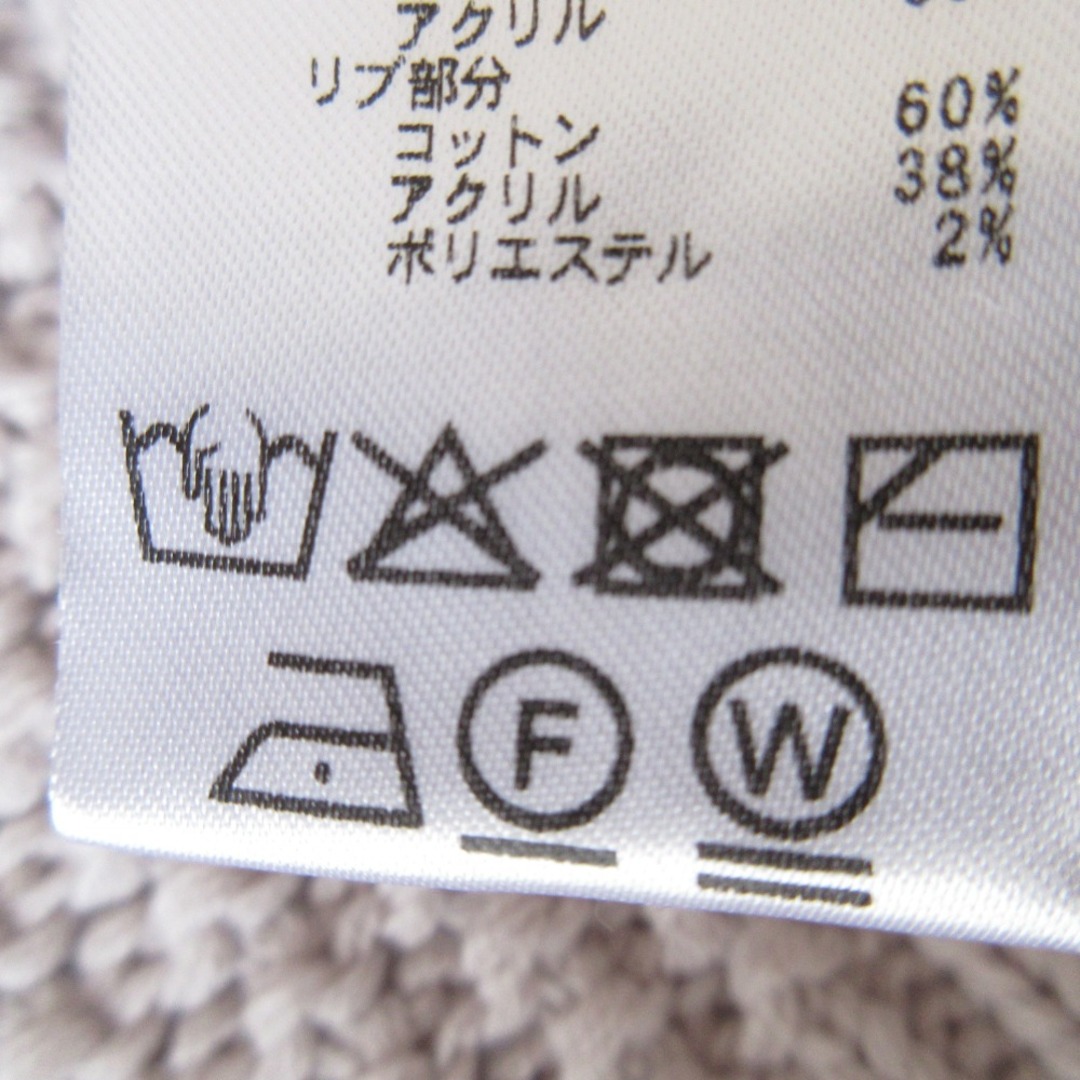 アクリル
リブ部分
コットン 60%
アクリル 38%
ポリエステル 2%
F W